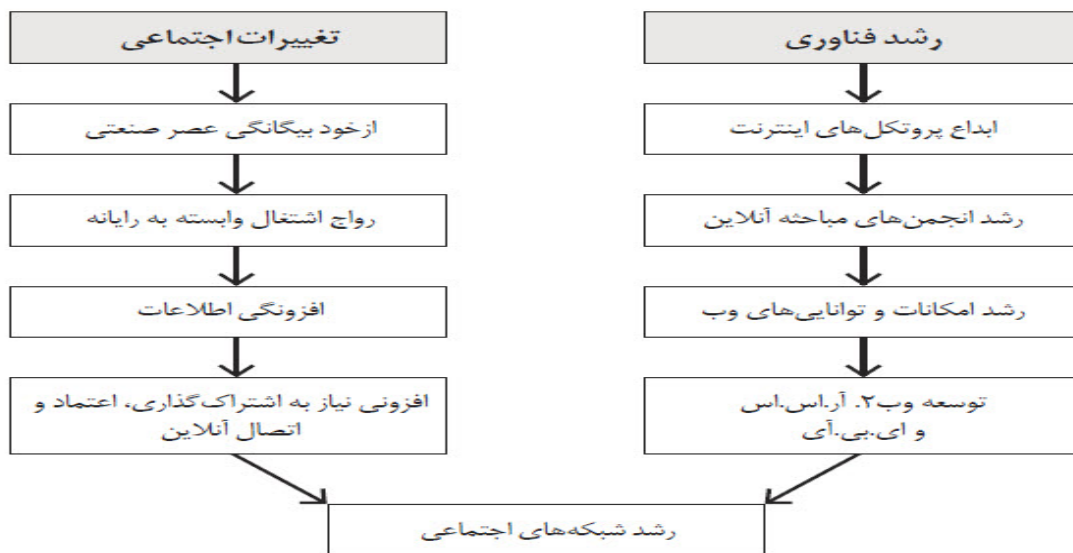 رشد فناوری
ابداع پروتکل‌های اینترنت
رشد انجمن‌های مباحثه آنلاین
رشد امکانات و توانایی‌های وب
توسعه وب۲. آر.اس.اس
و ای.بی.آی
تغییرات اجتماعی
ازخود بیگانگی عصر صنعتی
رواج اشتغال وابسته به رایانه
افزونگی اطلاعات
افزونی نیاز به اشتراک‌گذاری، اعتماد و
اتصال آنلاین
رشد شبکه‌های اجتماعی